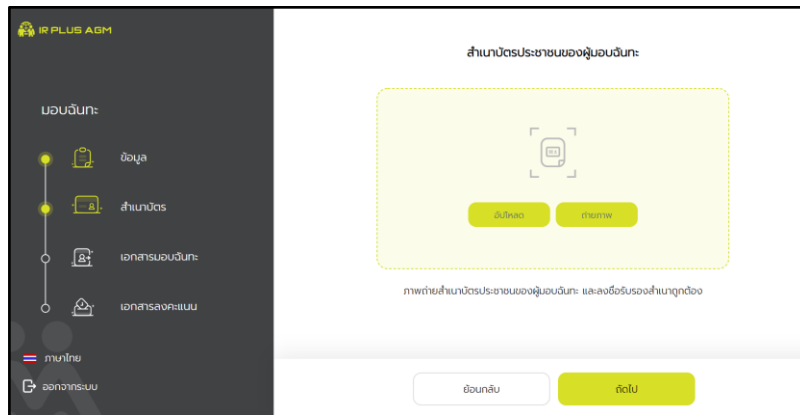 IR PLUS AGM
มอบฉันทะ
ข้อมูล
สำเนาบัตร
เอกสารมอบฉันทะ
เอกสารลงคะแนน
ภาษาไทย
ออกจากระบบ
สำเนาบัตรประชาชนของผู้มอบฉันทะ
อัปโหลด
ถ่ายภาพ
ภาพถ่ายสำเนาบัตรประชาชนของผู้มอบฉันทะ และลงชื่อรับรองสำเนาถูกต้อง
ย้อนกลับ
ถัดไป